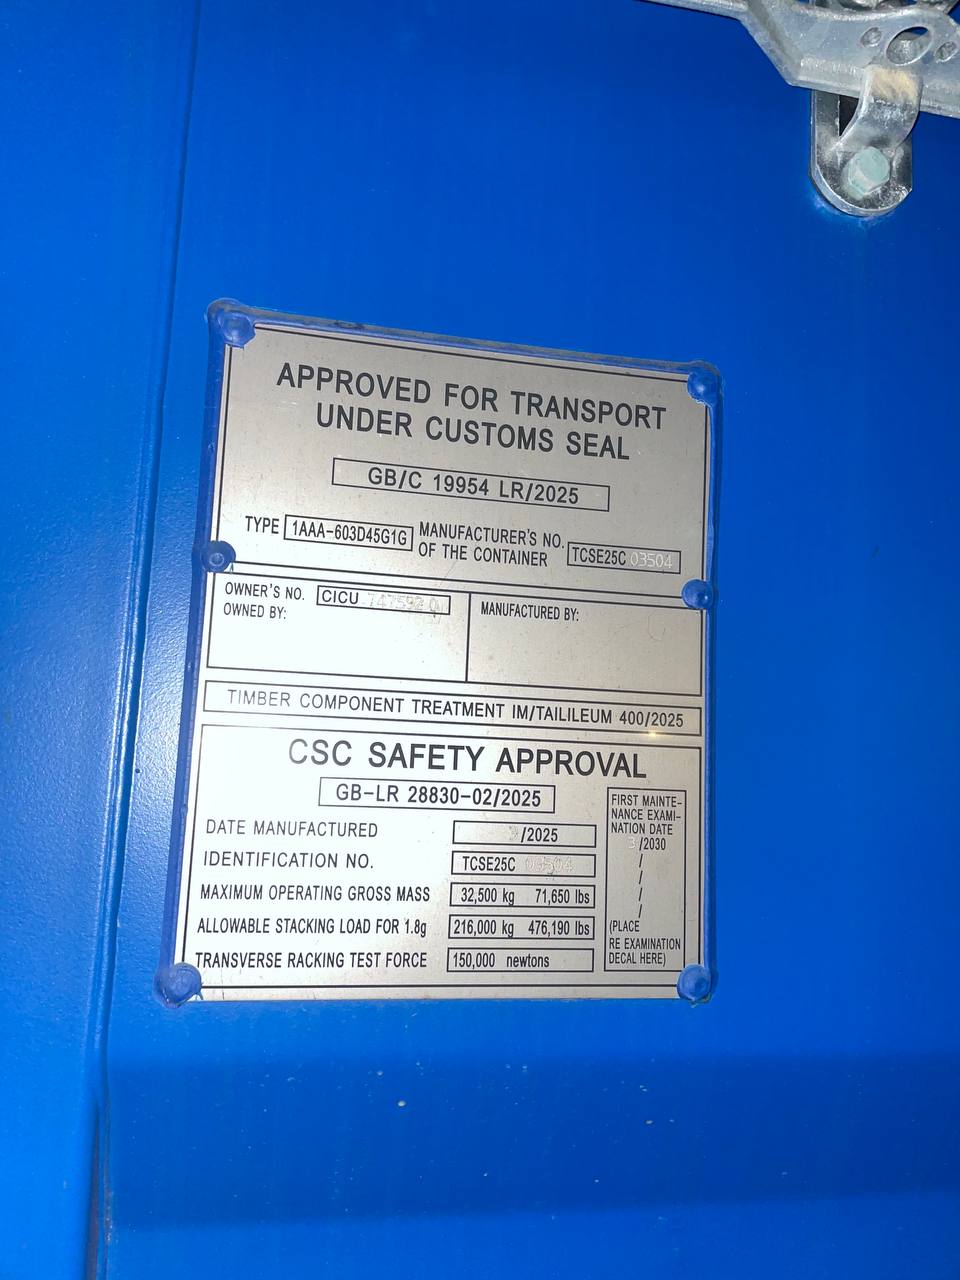 APPROVED FOR TRANSPORT
UNDER CUSTOMS SEAL
GB/C 19954 LR/2025
TYPE 1AAA-603D45G1G MANUFACTURER'S NO. OF THE CONTAINER TCSE25C 03504
OWNER'S NO. CICU
OWNED BY:
MANUFACTURED BY:
TIMBER COMPONENT TREATMENT IM/TAILILEUM 400/2025
CSC SAFETY APPROVAL
GB-LR 28830-02/2025
DATE MANUFACTURED /2025
IDENTIFICATION NO. TCSE25C 03504
MAXIMUM OPERATING GROSS MASS 32,500 kg 71,650 lbs
ALLOWABLE STACKING LOAD FOR 1.8g 216,000 kg 476,190 lbs
TRANSVERSE RACKING TEST FORCE 150,000 newtons
FIRST MAINTE-
NANCE EXAMI-
NATION DATE
3/2030
/
/
/
/
(PLACE
RE EXAMINATION
DECAL HERE)